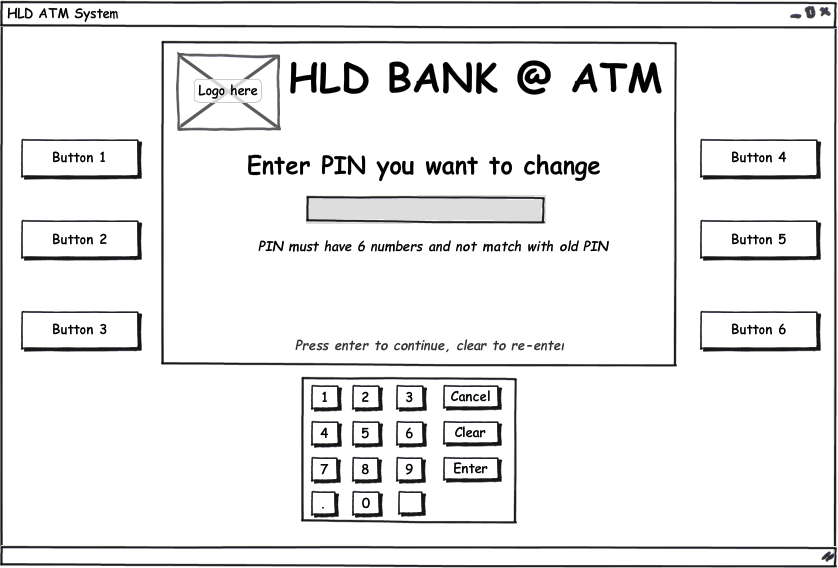 HLD ATM System
Logo here
HLD BANK @ ATM
Button 1
Enter PIN you want to change
Button 4
Button 2
PIN must have 6 numbers and not match with old PIN
Button 5
Button 3
Press enter to continue, clear to re-enter
Button 6
1 2 3 Cancel
4 5 6 Clear
7 8 9 Enter
. 0